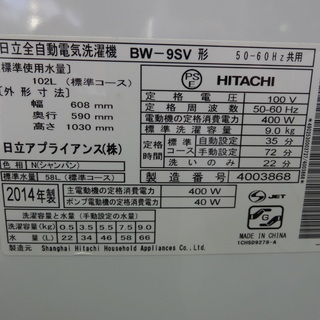 日立全自動電気洗濯機 BW-9SV 形 50-60Hz共用
[標準使用水量]
102L (標準コース)
[外形寸法]
幅 608 mm
奥行 590 mm
高さ 1030 mm
日立アプライアンス(株)
PSE HITACHI
定格電圧 100 V
定格周波数 50-60 Hz
電動機の定格消費電力 400 W
標準洗濯容量 9.0 kg
定格時間 自動設定 35 分
手動設定 72 分
洗いのみ 22 分
色相 N(シャンパン)
標準水量 58L (標準コース)
製造番号 4003868
2014年製
主電動機の定格消費電力 400 W
ポンプ電動機の定格消費電力 40 W
洗濯容量と水量 (手動設定の水量)
容量(kg) 0.5 3.5 5.5 7.5 9.0
水量(L) 22 34 46 58 66
S JET
MADE IN CHINA
製造元 Shanghai Hitachi Household Appliances Co., Ltd.
1CHS09278-A